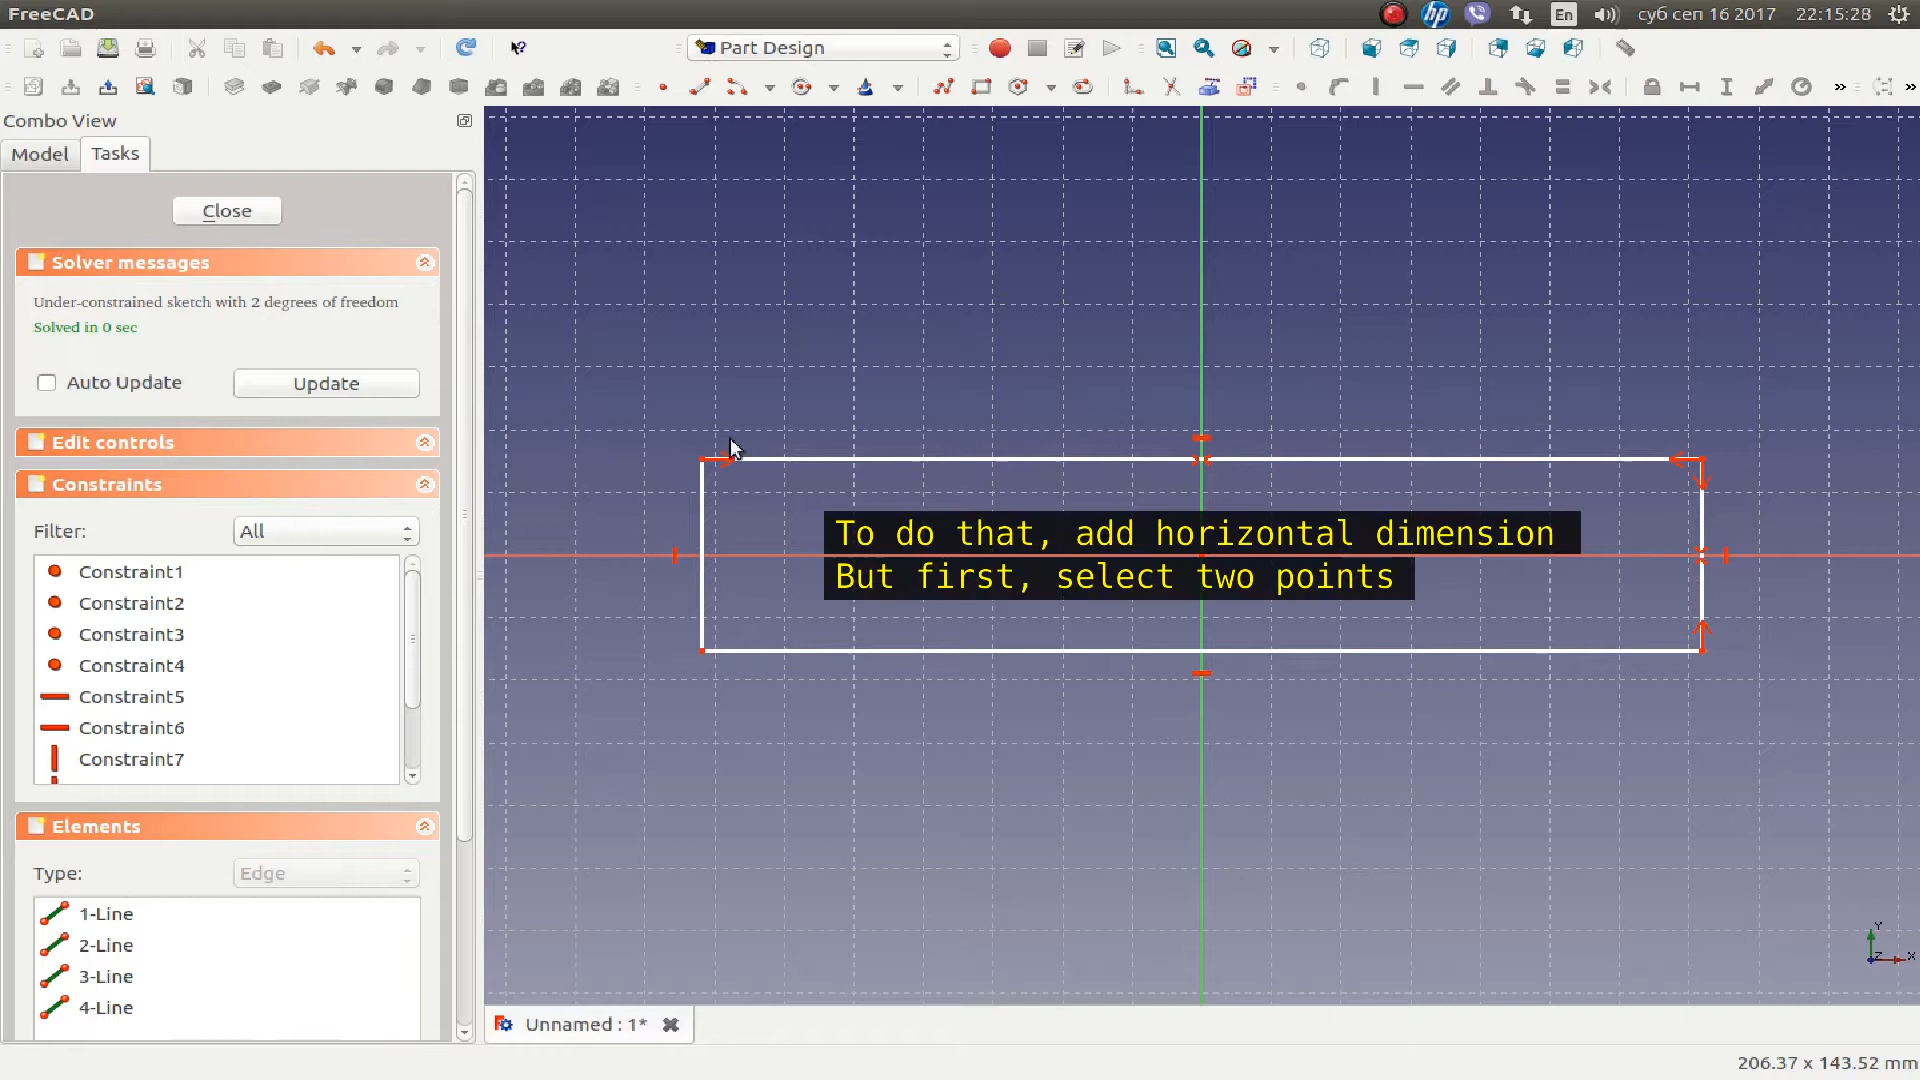 FreeCAD
En
суб сеп 16 2017 22:15:28
Part Design
Combo View
Model Tasks
Close
Solver messages
Under-constrained sketch with 2 degrees of freedom
Solved in 0 sec
Auto Update Update
Edit controls
Constraints
Filter: All
Constraint1
Constraint2
Constraint3
Constraint4
Constraint5
Constraint6
Constraint7
Elements
Type: Edge
1-Line
2-Line
3-Line
4-Line
To do that, add horizontal dimension
But first, select two points
Y
Z X
Unnamed : 1*
206.37 x 143.52 mm